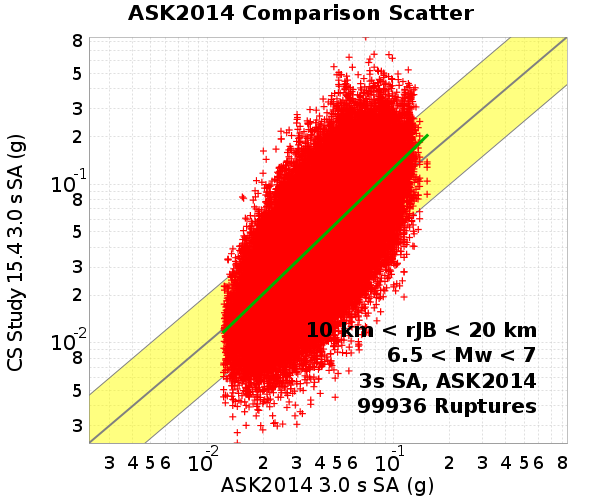 ASK2014 Comparison Scatter
CS Study 15.4 3.0 s SA (g)
8
5
3
2
10^-1
8
5
3
2
10^-2
8
5
3
10 km < rJB < 20 km
6.5 < Mw < 7
3s SA, ASK2014
99936 Ruptures
3 4 5 6 10^-2 2 3 4 5 6 10^-1 2 3 4 5 6 8
ASK2014 3.0 s SA (g)